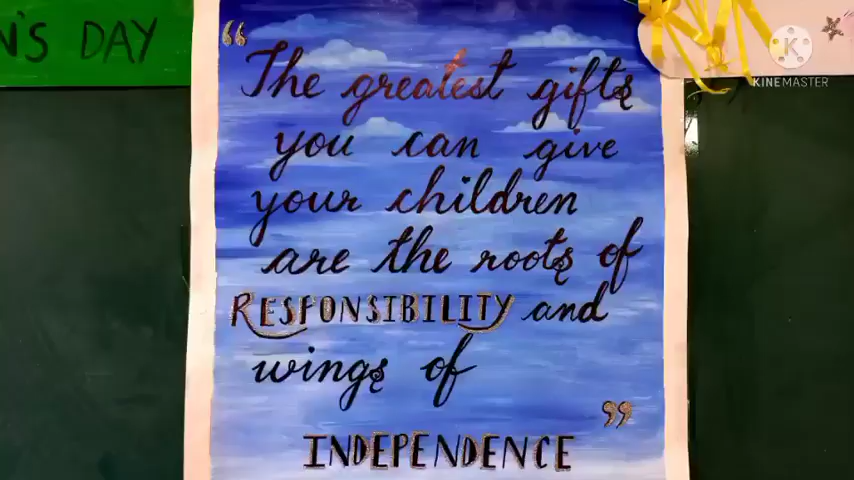 N'S DAY
K
KINEMASTER
“The greatest gifts
you can give
your children
are the roots of
RESPONSIBILITY and
wings of
INDEPENDENCE”